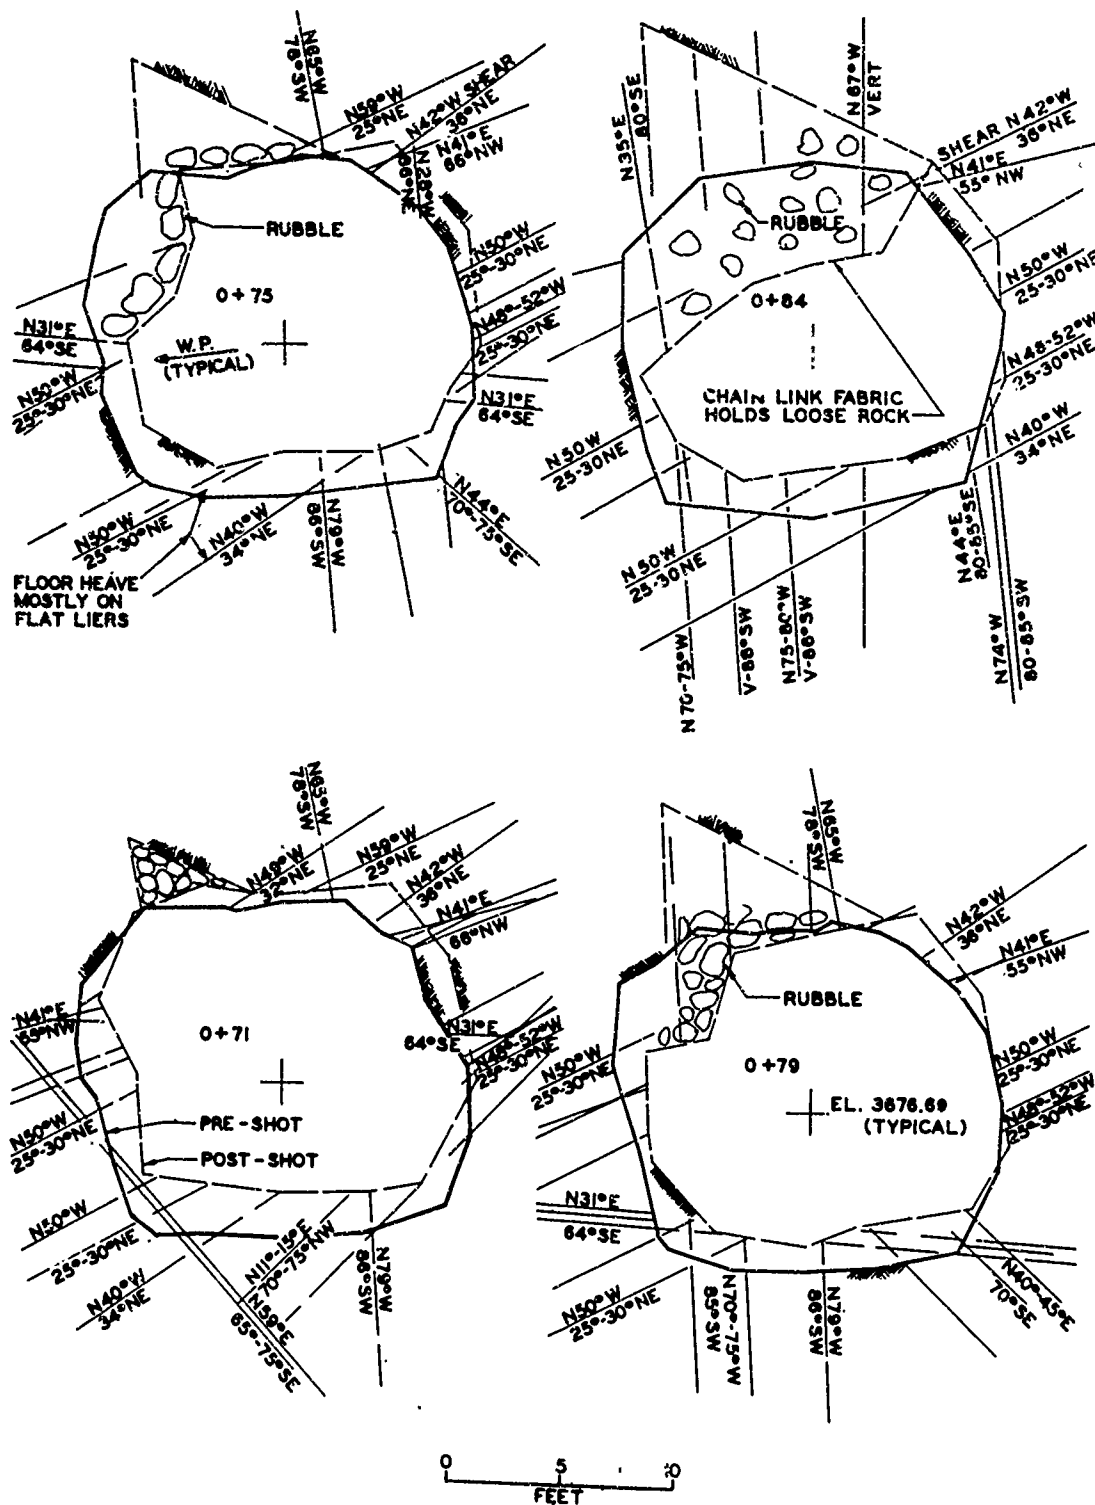 N65°W
78°SW
N59°W
25°NE
N42°W SHEAR
36°NE
N41°E
66°NW
N28°W
66°NE
RUBBLE
N50°W
25°-30°NE
0+75
N48°-52°W
25°-30°NE
N31°E
64°SE
W.P.
(TYPICAL)
N50°W
25°-30°NE
N31°E
64°SE
N50°W
25°-30°NE
N40°W
34°NE
N79°W
86°SW
N44°E
70°-75°SE
FLOOR HEAVE
MOSTLY ON
FLAT LIERS
N35°E
80°SE
N67°W
VERT
SHEAR N42°W
36°NE
N41°E
55° NW
RUBBLE
N50°W
25-30°NE
0+84
N48-52°W
25-30°NE
CHAIN LINK FABRIC
HOLDS LOOSE ROCK
N40°W
34°NE
N50W
25-30NE
N50W
25-30NE
N44°E
80-85°SE
N74°W
80-85°SW
N70-75°W
V-86°SW
N75-80°W
V-86°SW
N65°W
78°SW
N49°W
32°NE
N59°W
25°NE
N42°W
36°NE
N41°E
66°NW
N41°E
0+71
N31°E
64°SE
N48°-52°W
25°-30°NE
N50°W
25°-30°NE
PRE-SHOT
POST-SHOT
N50°W
25°-30°NE
N40°W
34°NE
N11°-15°E
70°-75°NW
N59°E
65°-75°SE
N79°W
86°SW
N65°W
78°SW
N42°W
36°NE
N41°E
55°NW
RUBBLE
N50°W
25°-30°NE
0+79
N50°W
25°-30°NE
EL. 3676.69
(TYPICAL)
N48°-52°W
25°-30°NE
N31°E
64°SE
N50°W
25°-30°NE
N70°-75°W
85°SW
N79°W
86°SW
N40°-45°E
70°SE
0 5
FEET